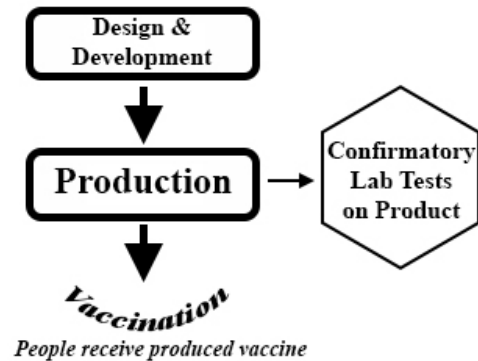 Design &
Development
Production
Confirmatory
Lab Tests
on Product
Vaccination
People receive produced vaccine